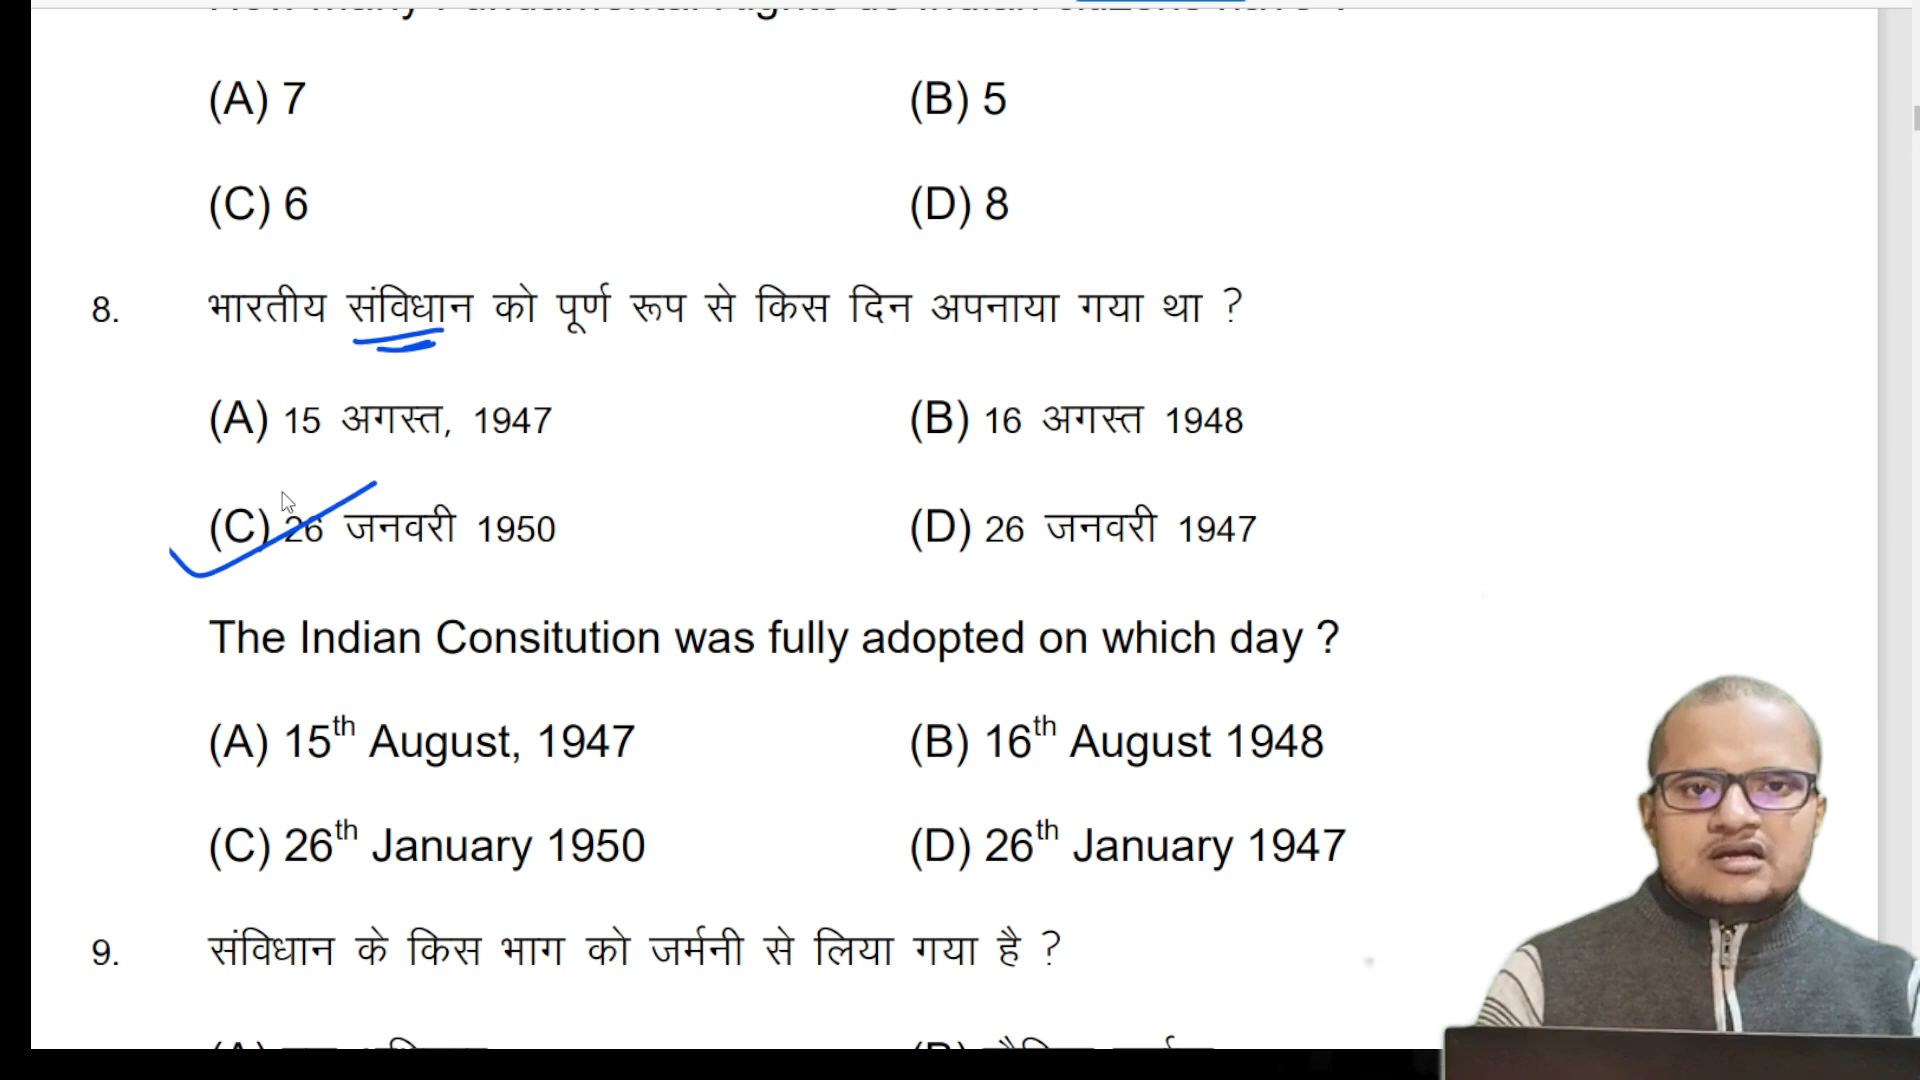 (A) 7 (B) 5
(C) 6 (D) 8
8. भारतीय संविधान को पूर्ण रूप से किस दिन अपनाया गया था ?
(A) 15 अगस्त, 1947 (B) 16 अगस्त 1948
(C) 26 जनवरी 1950 (D) 26 जनवरी 1947
The Indian Consitution was fully adopted on which day ?
(A) 15th August, 1947 (B) 16th August 1948
(C) 26th January 1950 (D) 26th January 1947
9. संविधान के किस भाग को जर्मनी से लिया गया है ?